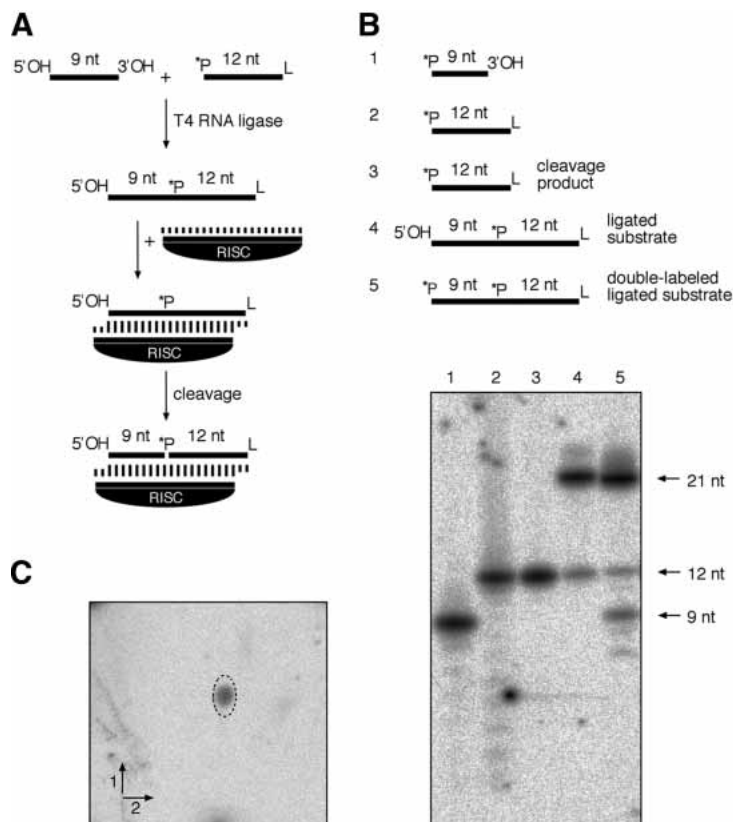 A
5'OH 9 nt 3'OH + *P 12 nt L
T4 RNA ligase
5'OH 9 nt *P 12 nt L
+ RISC
5'OH *P L
RISC
cleavage
5'OH 9 nt *P 12 nt L
RISC
B
1 *P 9 nt 3'OH
2 *P 12 nt L
3 *P 12 nt L cleavage
product
4 5'OH 9 nt *P 12 nt L ligated
substrate
5 *P 9 nt *P 12 nt L double-labeled
ligated substrate
1 2 3 4 5
21 nt
12 nt
9 nt
C
1
2